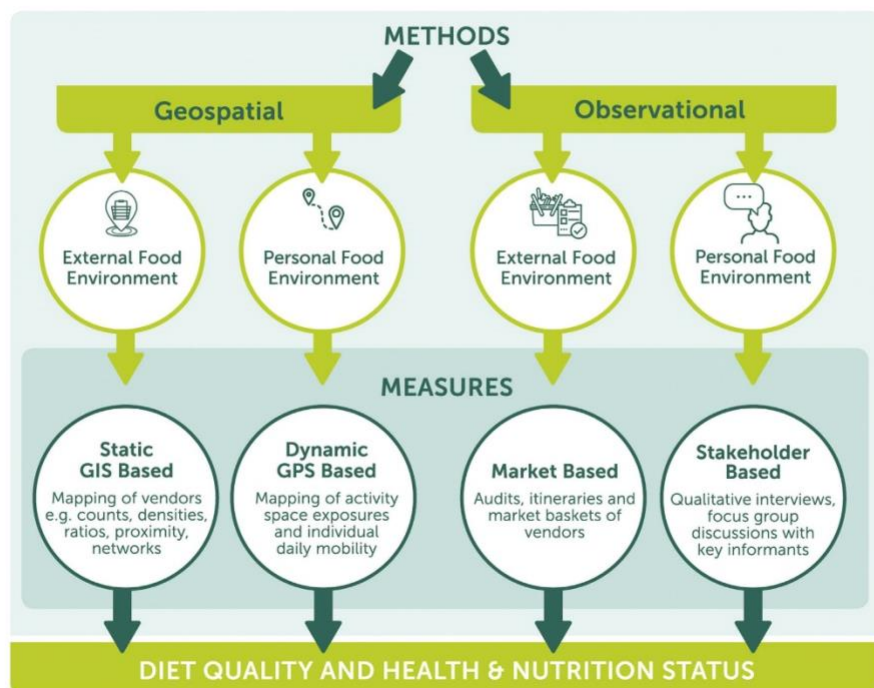 METHODS
Geospatial
Observational
External Food
Environment
Personal Food
Environment
External Food
Environment
Personal Food
Environment
MEASURES
Static
GIS Based
Mapping of vendors
e.g. counts, densities,
ratios, proximity,
networks
Dynamic
GPS Based
Mapping of activity
space exposures
and individual
daily mobility
Market Based
Audits, itineraries and
market baskets of
vendors
Stakeholder
Based
Qualitative interviews,
focus group
discussions with
key informants
DIET QUALITY AND HEALTH & NUTRITION STATUS